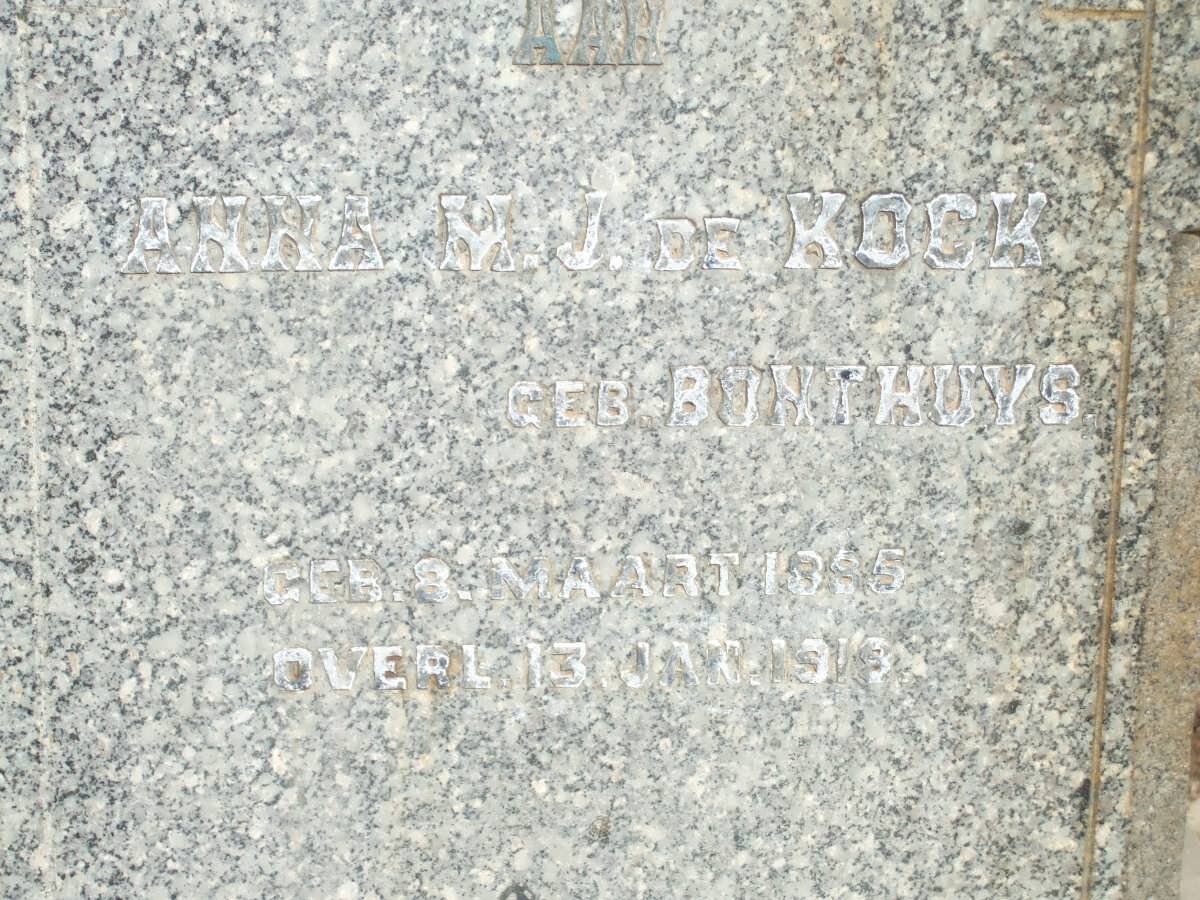 AAN
ANNA M. J. DE KOCK
GEB. BONTHUYS.
GEB. 8. MAART 1885
OVERL. 13. JAN. 1919.